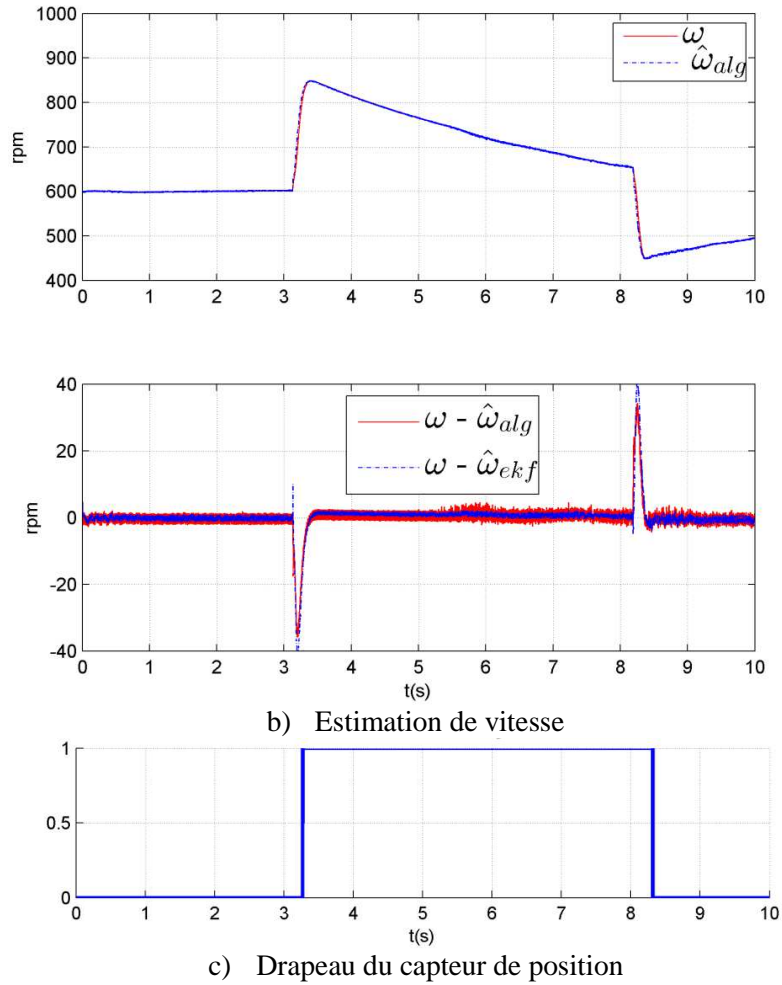 1000
900
800
700
600
500
400
rpm
ω
ω̂alg
0 1 2 3 4 5 6 7 8 9 10
40
20
0
-20
-40
rpm
ω - ω̂alg
ω - ω̂ekf
0 1 2 3 4 5 6 7 8 9 10
t(s)
b) Estimation de vitesse
1
0.5
0
0 1 2 3 4 5 6 7 8 9 10
t(s)
c) Drapeau du capteur de position